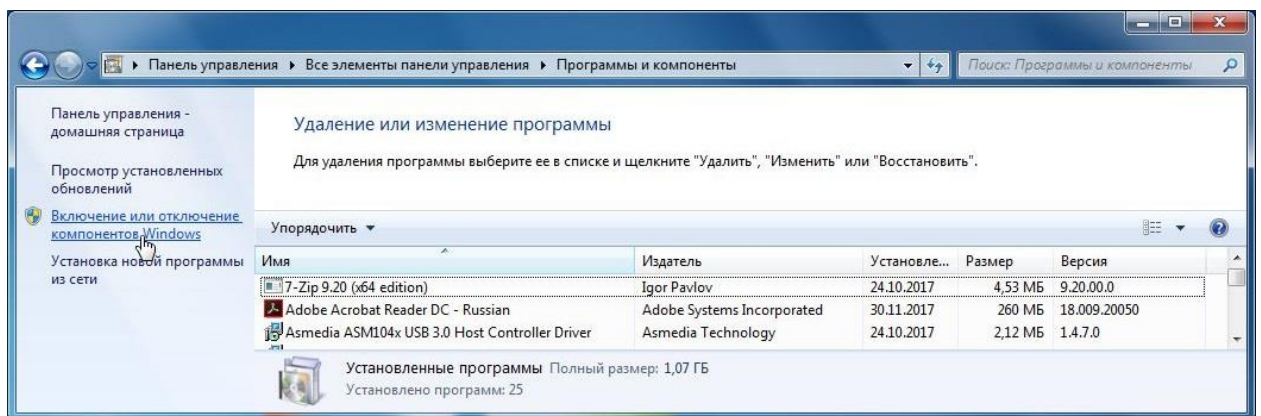 Панель управления ▸ Все элементы панели управления ▸ Программы и компоненты
Поиск: Программы и компоненты
Панель управления -
домашняя страница
Просмотр установленных
обновлений
Включение или отключение
компонентов Windows
Установка новой программы
из сети
Удаление или изменение программы
Для удаления программы выберите ее в списке и щелкните "Удалить", "Изменить" или "Восстановить".
Упорядочить
Имя Издатель Установле... Размер Версия
7-Zip 9.20 (x64 edition) Igor Pavlov 24.10.2017 4,53 МБ 9.20.00.0
Adobe Acrobat Reader DC - Russian Adobe Systems Incorporated 30.11.2017 260 МБ 18.009.20050
Asmedia ASM104x USB 3.0 Host Controller Driver Asmedia Technology 24.10.2017 2,12 МБ 1.4.7.0
Установленные программы Полный размер: 1,07 ГБ
Установлено программ: 25